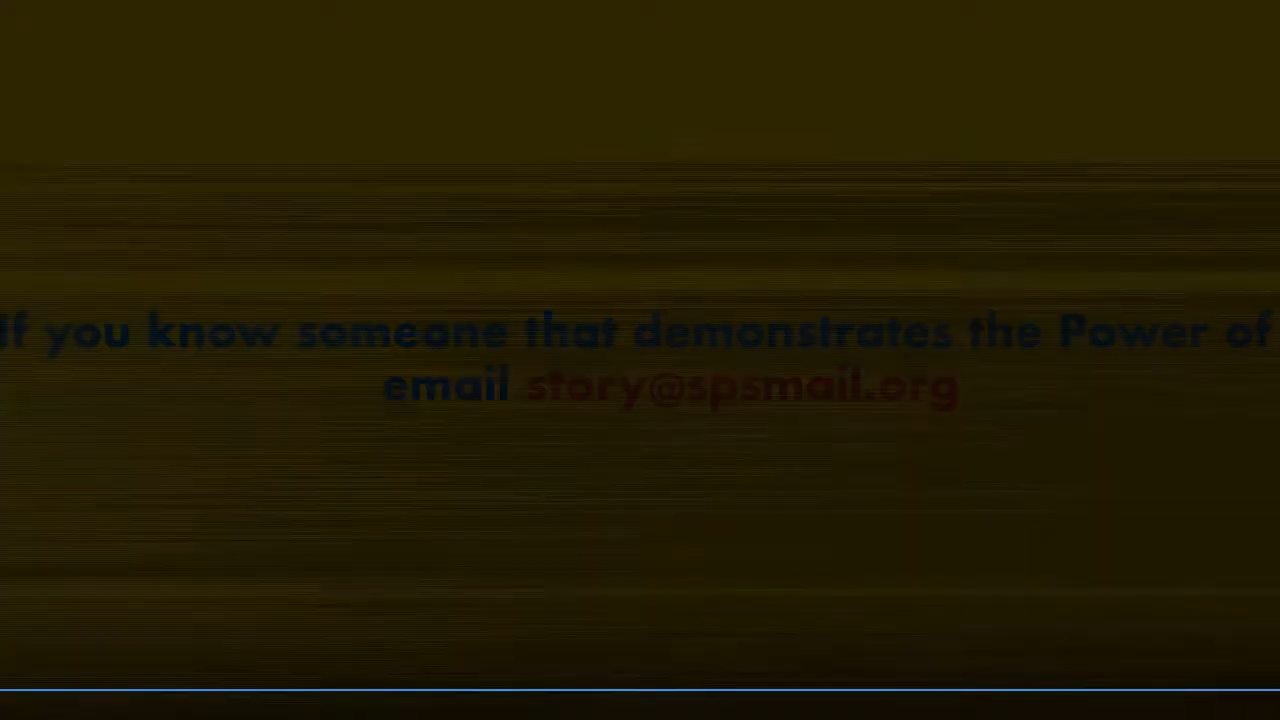 If you know someone that demonstrates the Power of
email story@spsmail.org